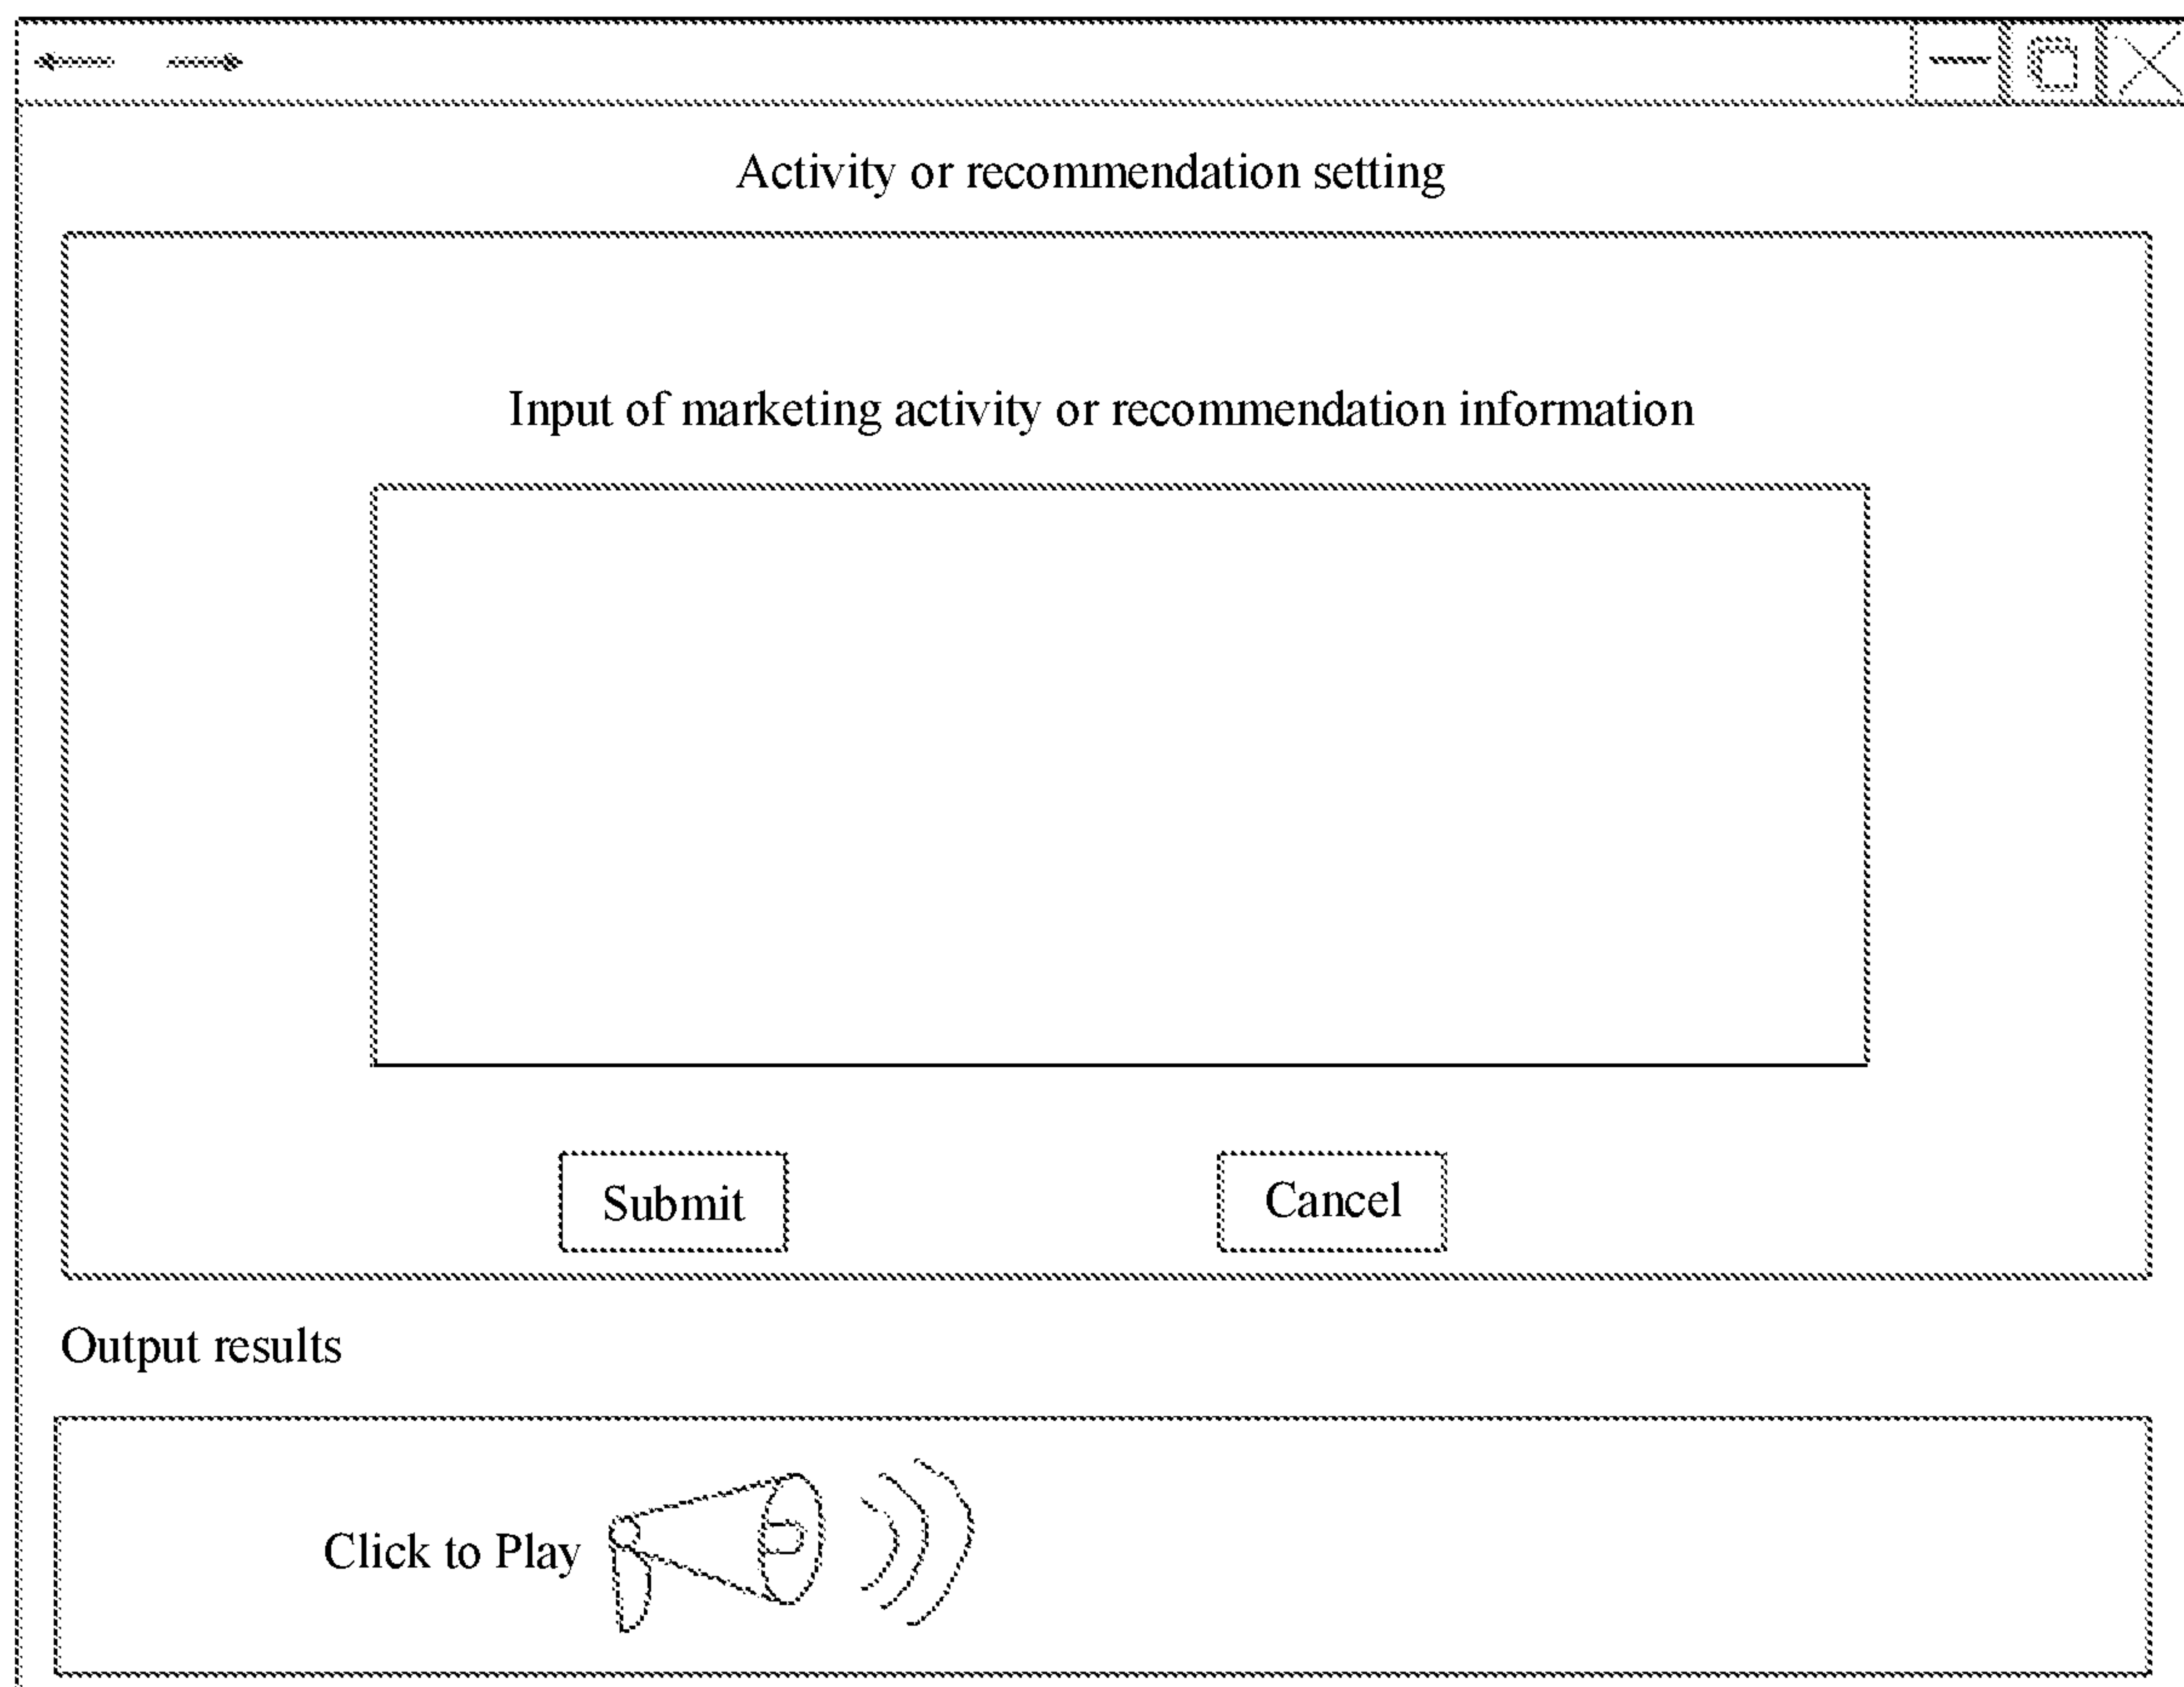 Activity or recommendation setting
Input of marketing activity or recommendation information
Submit
Cancel
Output results
Click to Play